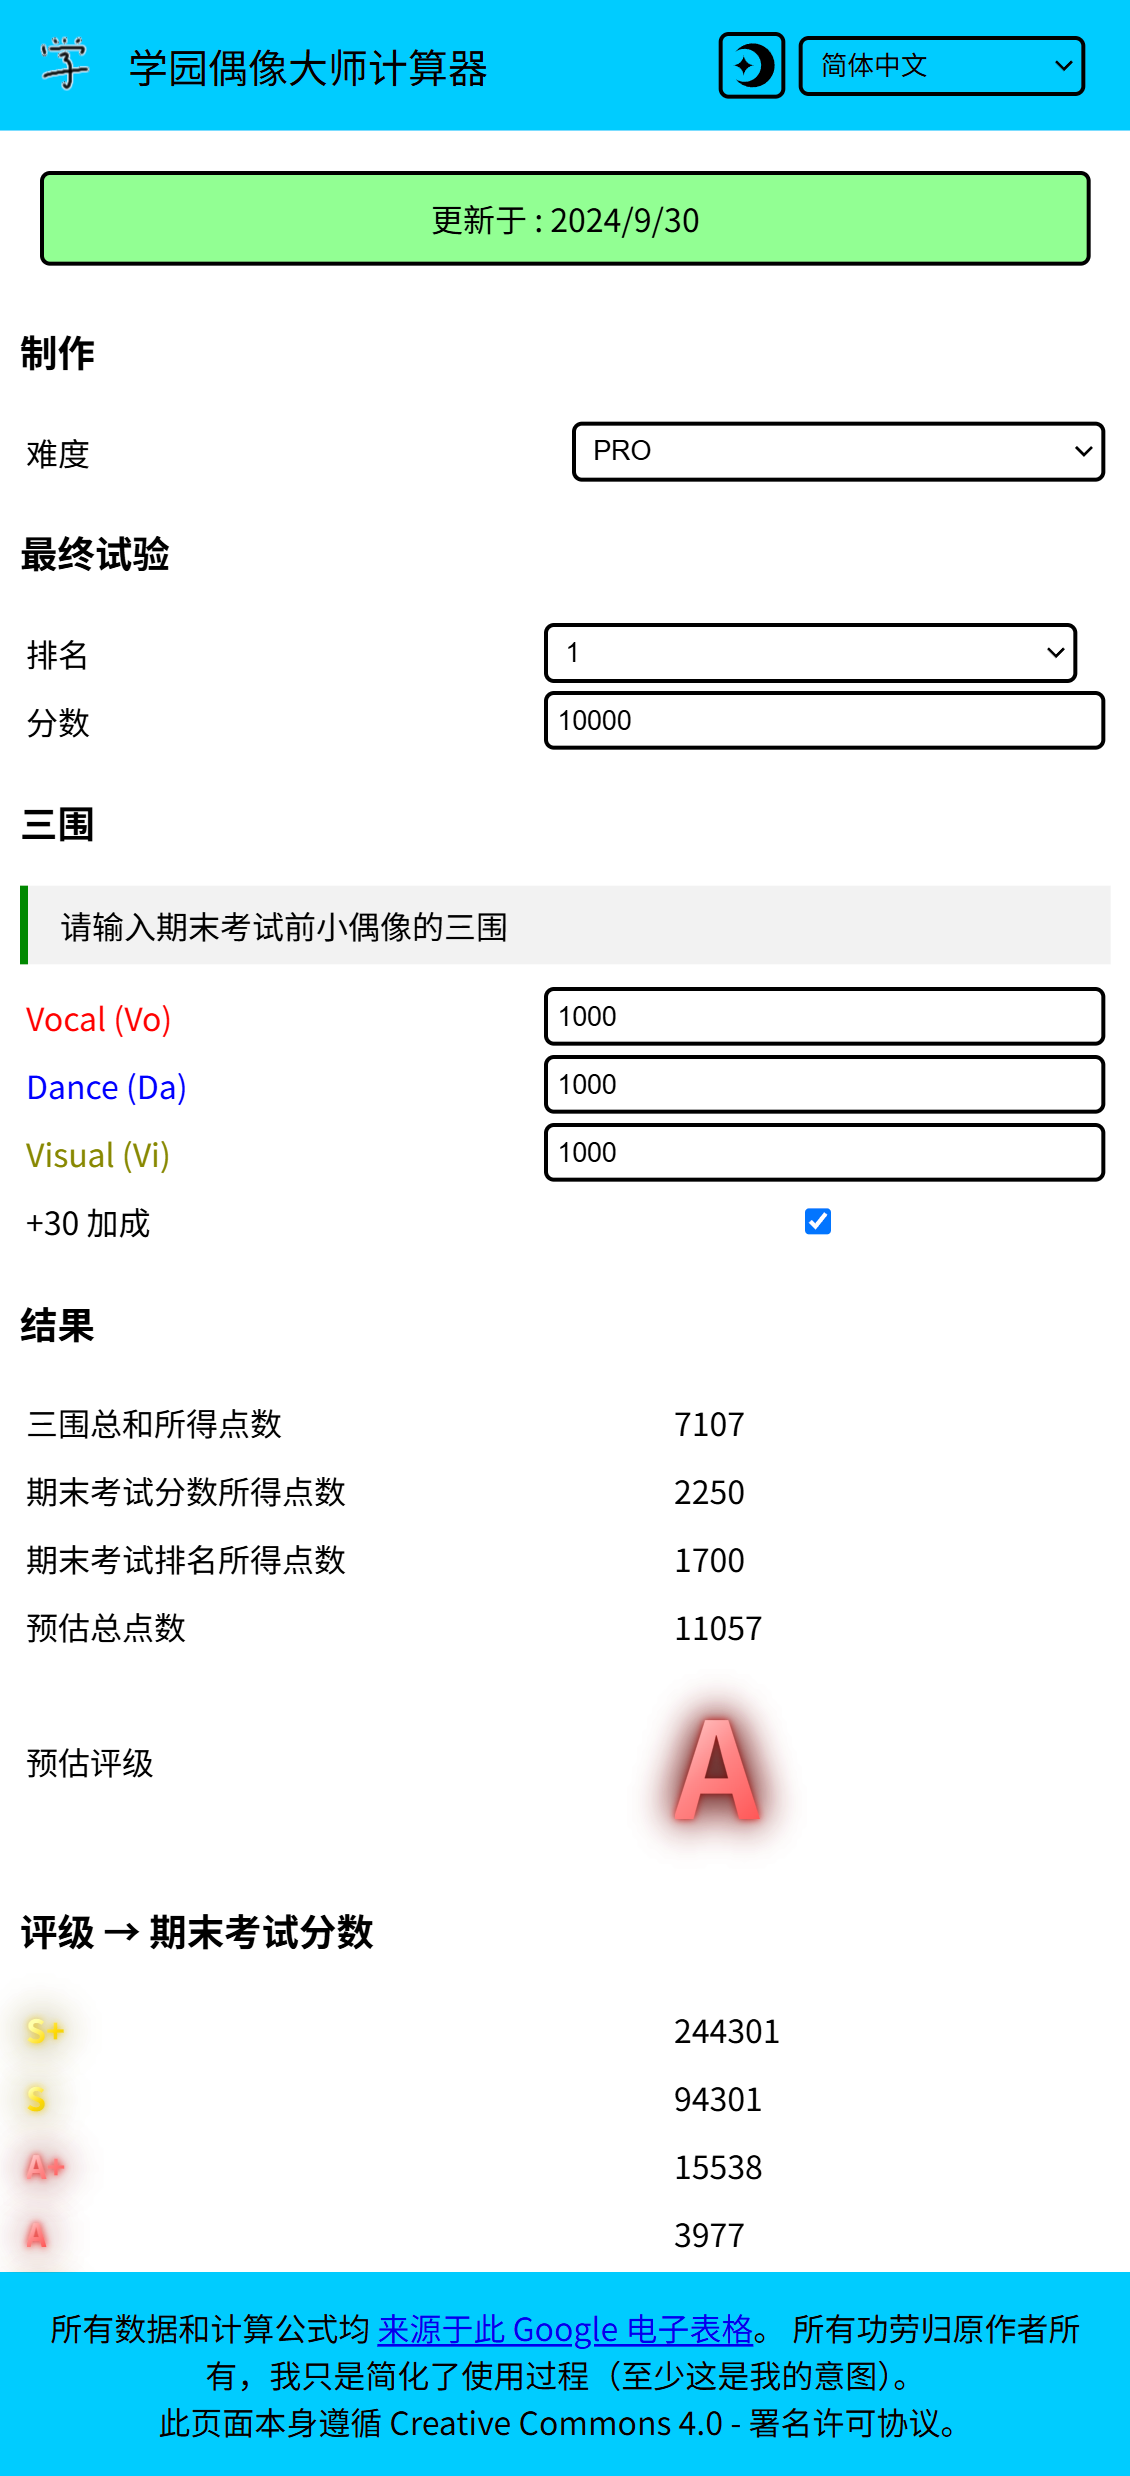 学
学园偶像大师计算器
简体中文
更新于 : 2024/9/30
制作
难度
PRO
最终试验
排名
1
分数
10000
三围
请输入期末考试前小偶像的三围
Vocal (Vo)
1000
Dance (Da)
1000
Visual (Vi)
1000
+30 加成
结果
三围总和所得点数
7107
期末考试分数所得点数
2250
期末考试排名所得点数
1700
预估总点数
11057
预估评级
A
评级 → 期末考试分数
S+
244301
S
94301
A+
15538
A
3977
所有数据和计算公式均 来源于此 Google 电子表格。 所有功劳归原作者所
有，我只是简化了使用过程（至少这是我的意图）。
此页面本身遵循 Creative Commons 4.0 - 署名许可协议。